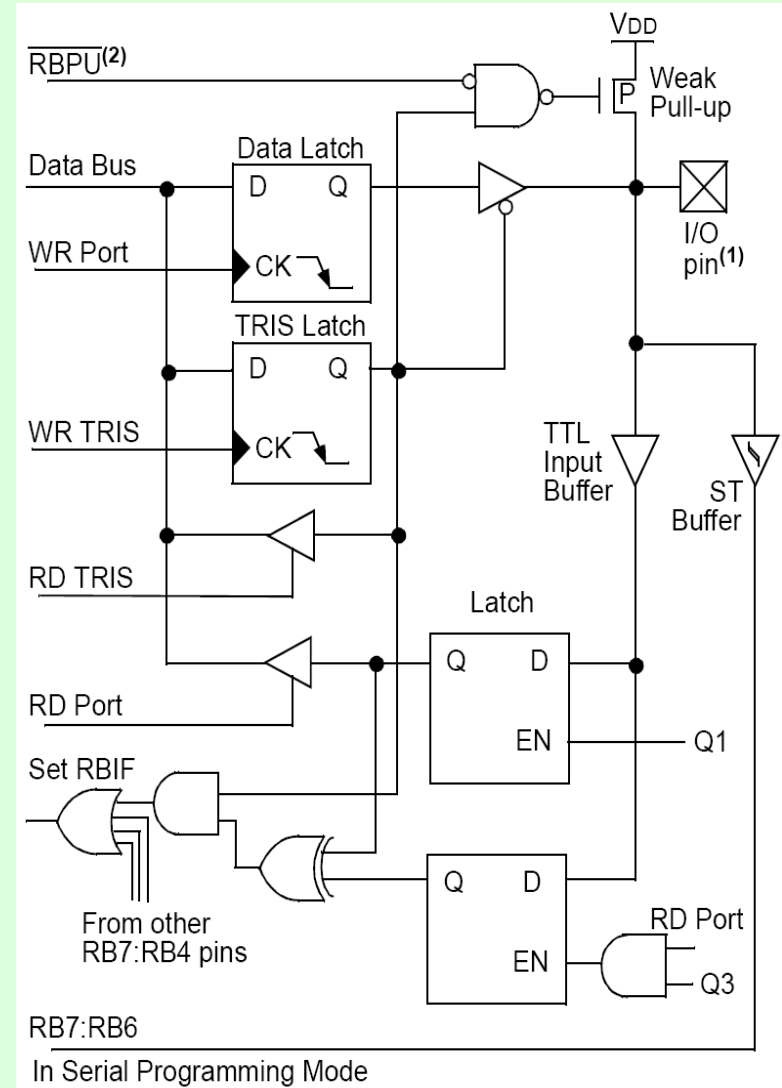 VDD
RBPU(2)
P
Weak
Pull-up
Data Bus
Data Latch
D Q
WR Port
CK
I/O
pin(1)
TRIS Latch
D Q
WR TRIS
CK
TTL
Input
Buffer
ST
Buffer
RD TRIS
Latch
Q D
RD Port
EN
Q1
Set RBIF
Q D
From other
RB7:RB4 pins
RD Port
EN
Q3
RB7:RB6
In Serial Programming Mode